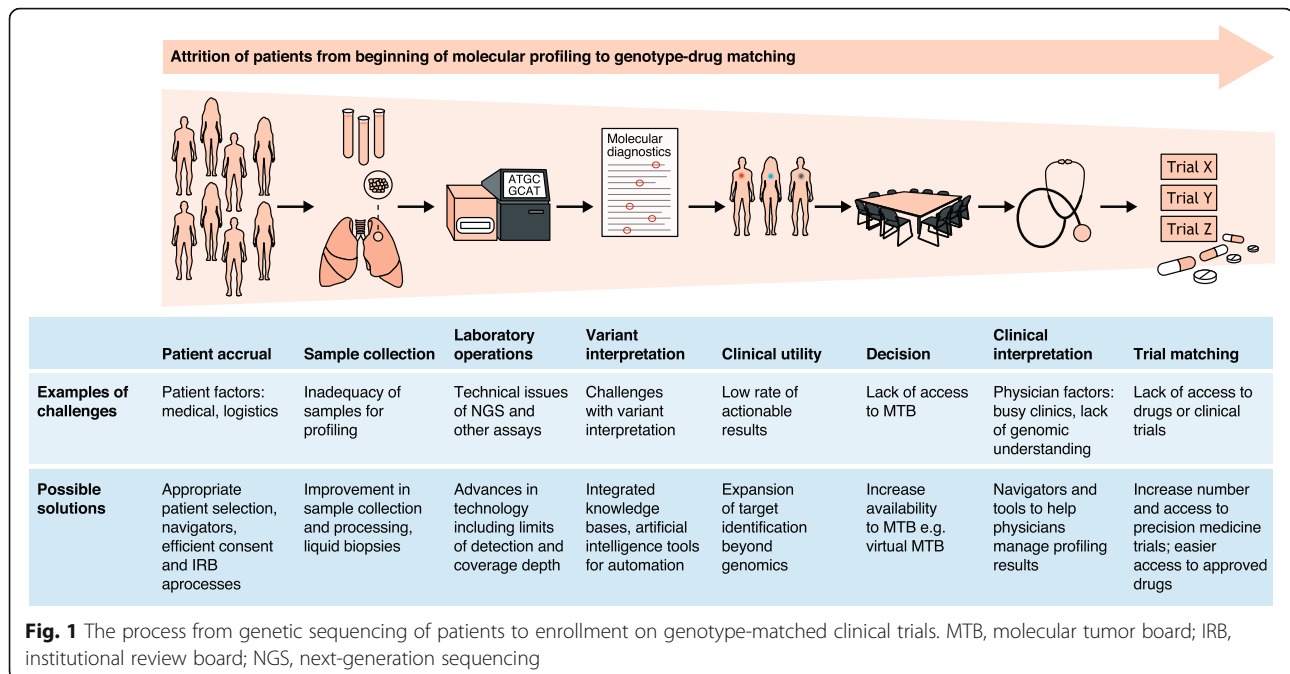 Attrition of patients from beginning of molecular profiling to genotype-drug matching
ATGC
GCAT
Molecular
diagnostics
Trial X
Trial Y
Trial Z
Patient accrual
Sample collection
Laboratory
operations
Variant
interpretation
Clinical utility
Decision
Clinical
interpretation
Trial matching
Examples of
challenges
Patient factors:
medical, logistics
Inadequacy of
samples for
profiling
Technical issues
of NGS and
other assays
Challenges
with variant
interpretation
Low rate of
actionable
results
Lack of access
to MTB
Physician factors:
busy clinics, lack
of genomic
understanding
Lack of access to
drugs or clinical
trials
Possible
solutions
Appropriate
patient selection,
navigators,
efficient consent
and IRB
aprocesses
Improvement in
sample collection
and processing,
liquid biopsies
Advances in
technology
including limits
of detection and
coverage depth
Integrated
knowledge
bases, artificial
intelligence tools
for automation
Expansion
of target
identification
beyond
genomics
Increase
availability
to MTB e.g.
virtual MTB
Navigators and
tools to help
physicians
manage profiling
results
Increase number
and access to
precision medicine
trials; easier
access to approved
drugs
Fig. 1 The process from genetic sequencing of patients to enrollment on genotype-matched clinical trials. MTB, molecular tumor board; IRB,
institutional review board; NGS, next-generation sequencing